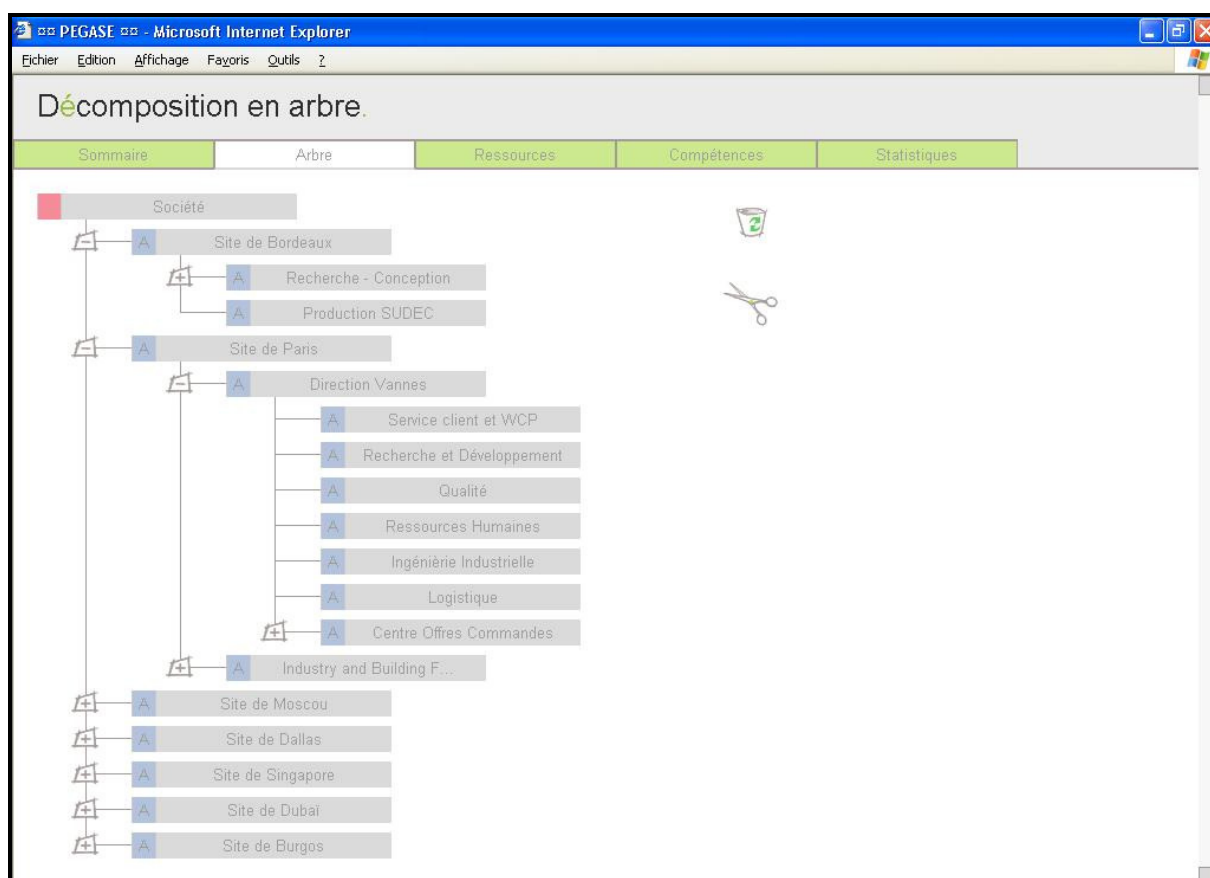 ¤¤ PEGASE ¤¤ - Microsoft Internet Explorer
Fichier Edition Affichage Favoris Outils ?
Décomposition en arbre.
Sommaire Arbre Ressources Compétences Statistiques
Société
A Site de Bordeaux
A Recherche - Conception
A Production SUDEC
A Site de Paris
A Direction Vannes
A Service client et WCP
A Recherche et Développement
A Qualité
A Ressources Humaines
A Ingénièrie Industrielle
A Logistique
A Centre Offres Commandes
A Industry and Building F...
A Site de Moscou
A Site de Dallas
A Site de Singapore
A Site de Dubaï
A Site de Burgos